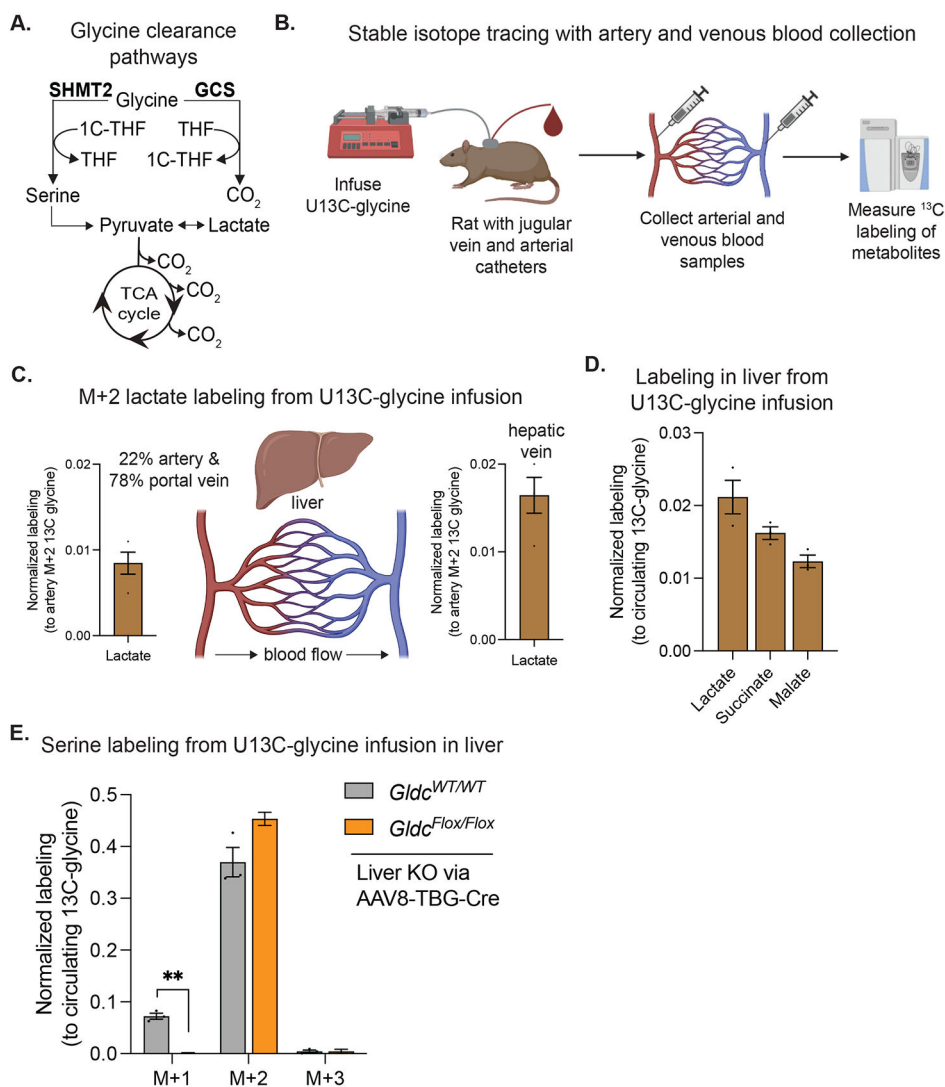 A.
Glycine clearance
pathways
SHMT2
GCS
Glycine
1C-THF
THF
THF
1C-THF
Serine
CO2
Pyruvate
Lactate
CO2
TCA
cycle
CO2
CO2
B.
Stable isotope tracing with artery and venous blood collection
Infuse
U13C-glycine
Rat with jugular
vein and arterial
catheters
Collect arterial and
venous blood
samples
Measure 13C
labeling of
metabolites
C.
M+2 lactate labeling from U13C-glycine infusion
22% artery &
78% portal vein
Normalized labeling
(to artery M+2 13C glycine)
0.02
0.01
0.00
Lactate
liver
blood flow
hepatic
vein
Normalized labeling
(to artery M+2 13C glycine)
0.02
0.01
0.00
Lactate
D.
Labeling in liver from
U13C-glycine infusion
Normalized labeling
(to circulating 13C-glycine)
0.03
0.02
0.01
0.00
Lactate
Succinate
Malate
E.
Serine labeling from U13C-glycine infusion in liver
Normalized labeling
(to circulating 13C-glycine)
0.5
0.4
0.3
0.2
0.1
0.0
**
M+1
M+2
M+3
Gldc WT/WT
Gldc Flox/Flox
Liver KO via
AAV8-TBG-Cre